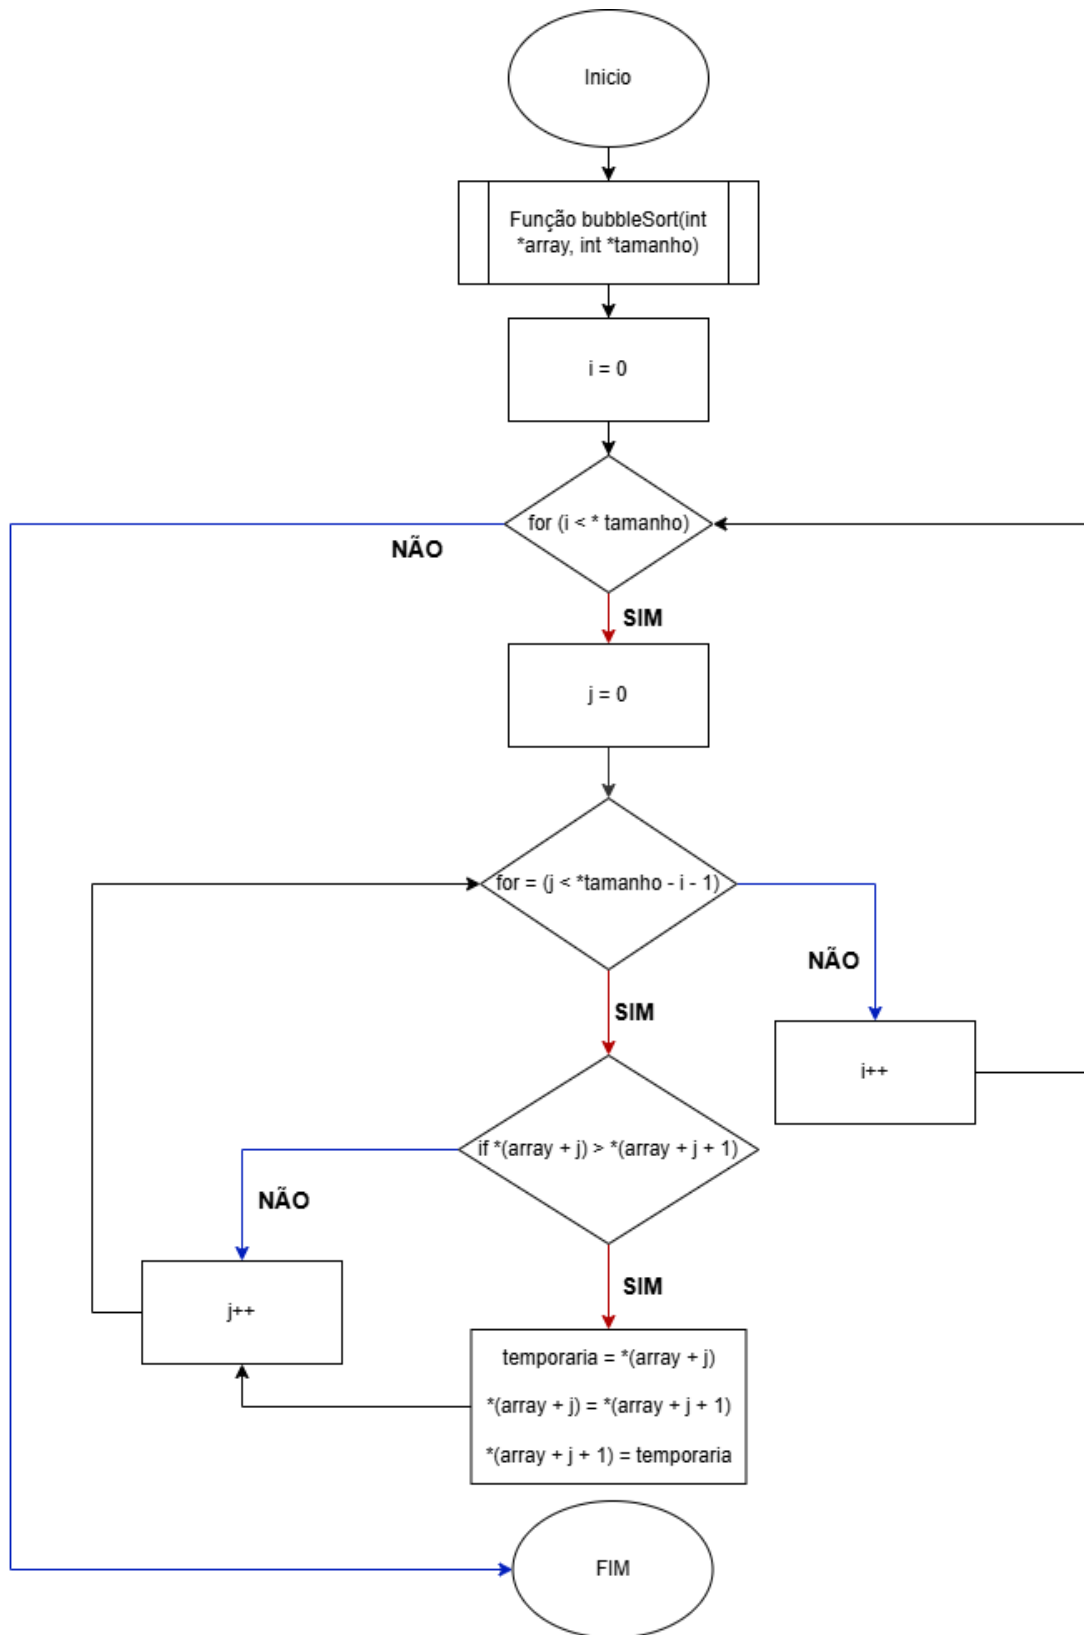 Inicio
Função bubbleSort(int
*array, int *tamanho)
i = 0
for (i < * tamanho)
NÃO
SIM
j = 0
for = (j < *tamanho - i - 1)
NÃO
SIM
i++
if *(array + j) > *(array + j + 1)
NÃO
SIM
j++
temporaria = *(array + j)
*(array + j) = *(array + j + 1)
*(array + j + 1) = temporaria
FIM